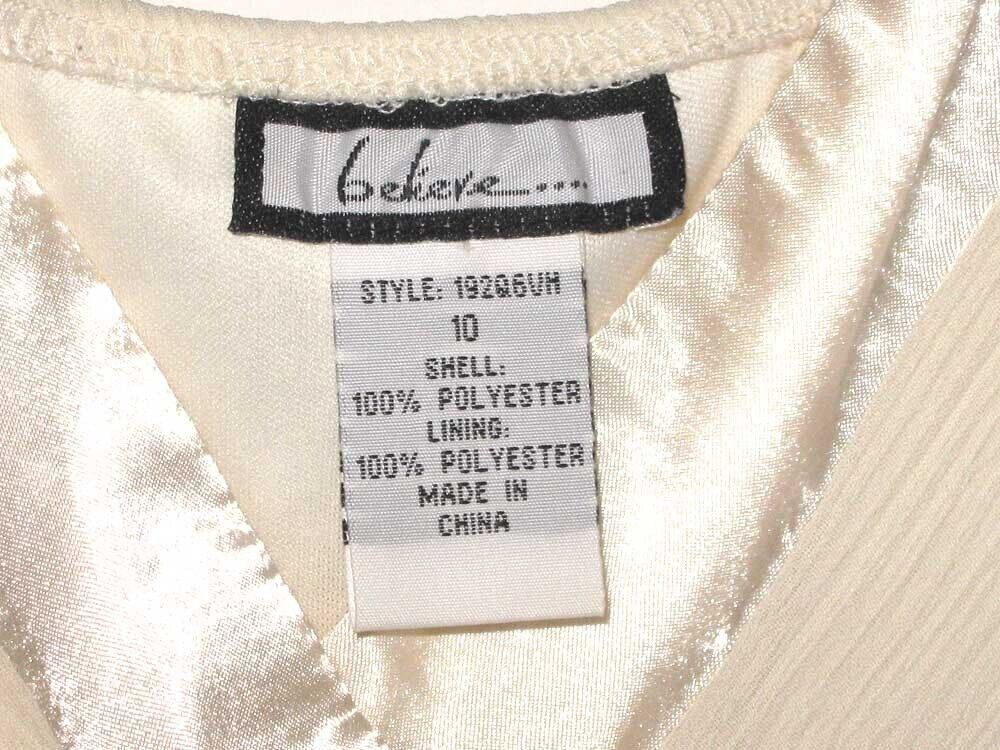 believe....
STYLE: 192Q6VH
10
SHELL:
100% POLYESTER
LINING:
100% POLYESTER
MADE IN
CHINA